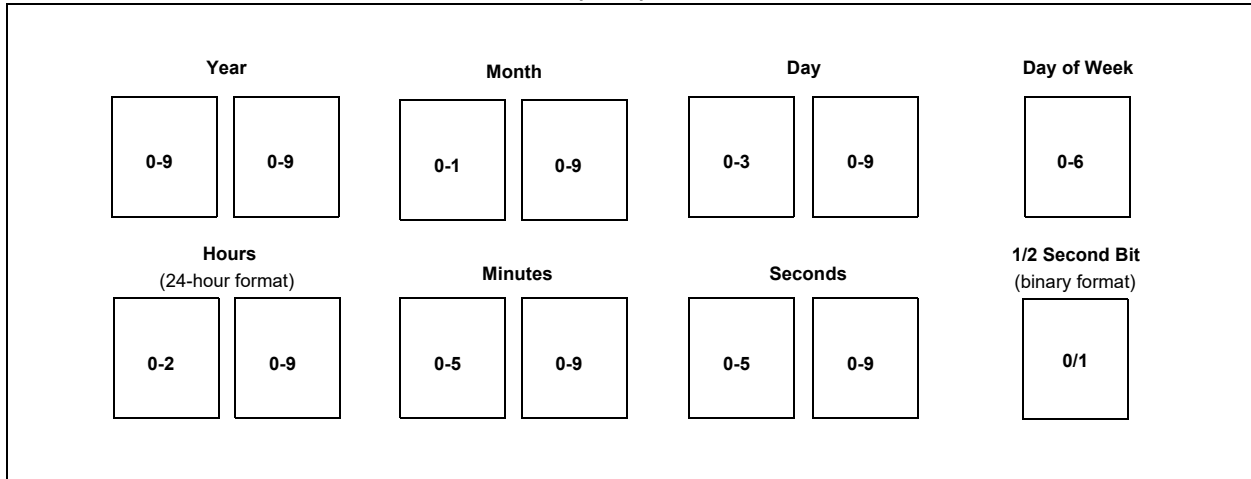 Year Month Day Day of Week
0-9 0-9 0-1 0-9 0-3 0-9 0-6
Hours Minutes Seconds 1/2 Second Bit
(24-hour format) (binary format)
0-2 0-9 0-5 0-9 0-5 0-9 0/1